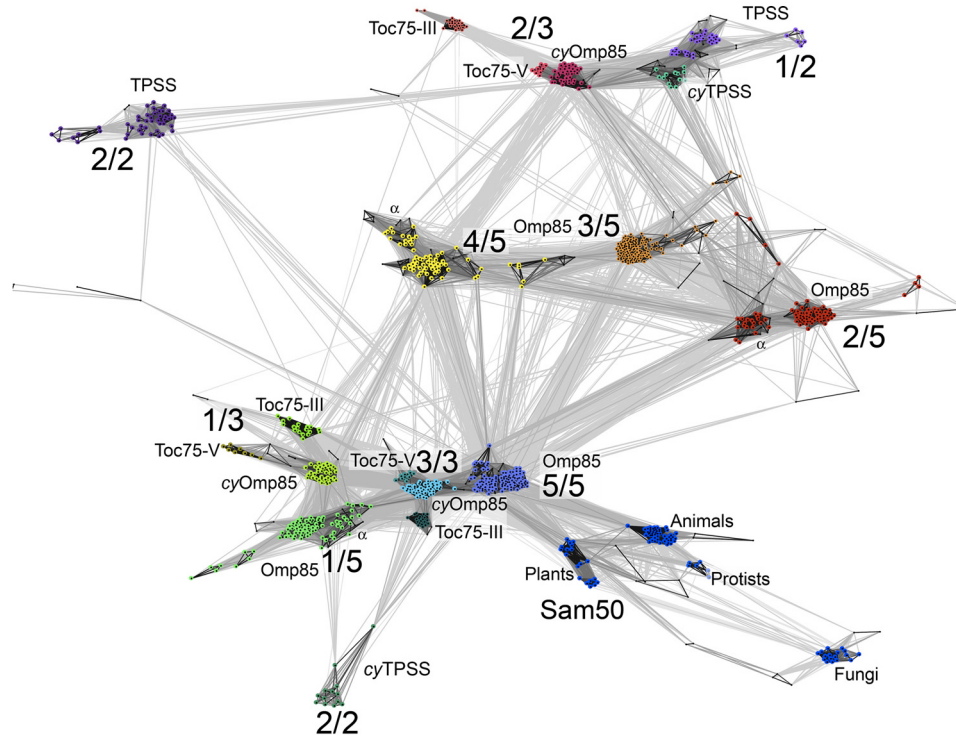 TPSS
Toc75-III
2/3
cyOmp85
Toc75-V
1/2
cyTPSS
TPSS
2/2
α
Omp85
3/5
4/5
Omp85
α
2/5
Toc75-III
1/3
Toc75-V
cyOmp85
Toc75-V
3/3
Omp85
5/5
cyOmp85
Toc75-III
α
Omp85
1/5
Animals
Plants
Protists
Sam50
cyTPSS
Fungi
2/2